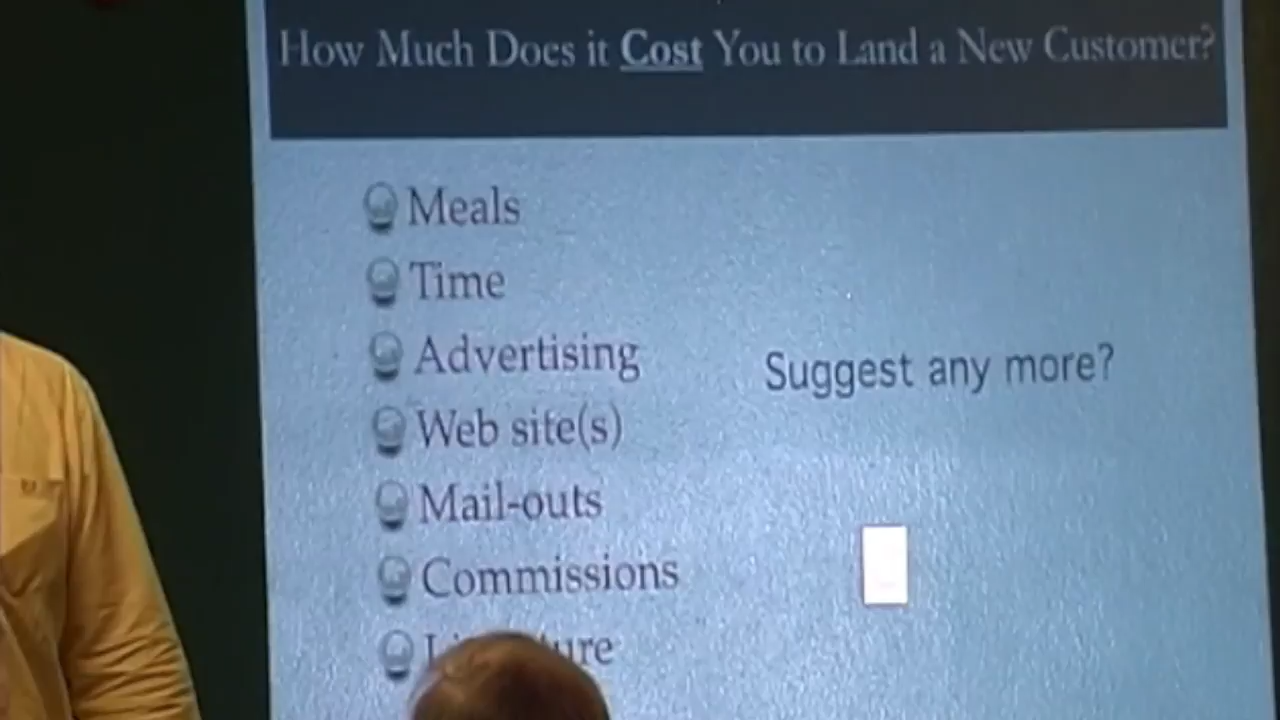 How Much Does it Cost You to Land a New Customer?
Meals
Time
Advertising
Suggest any more?
Web site(s)
Mail-outs
Commissions